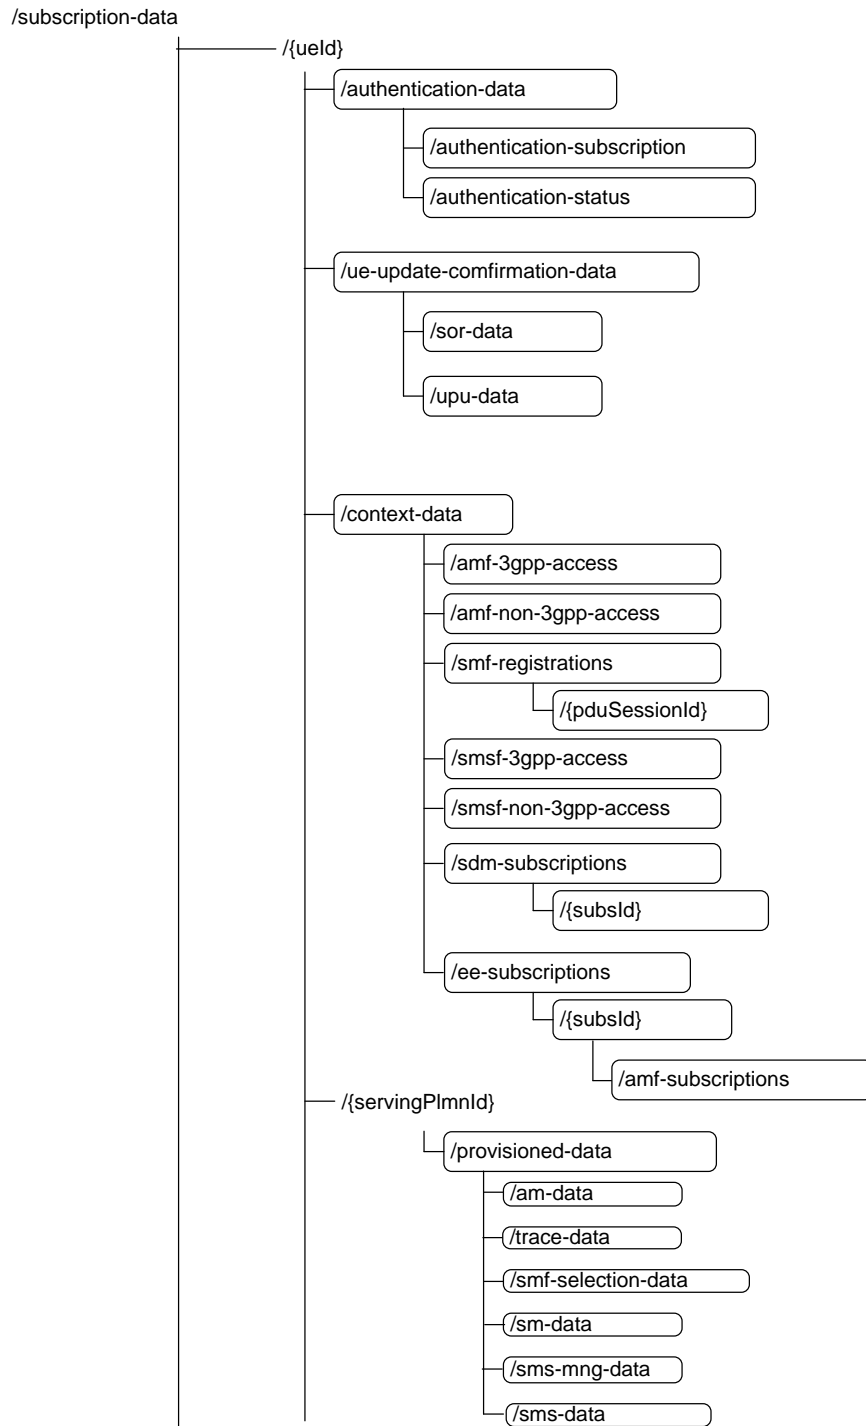 /subscription-data
/{ueId}
/authentication-data
/authentication-subscription
/authentication-status
/ue-update-comfirmation-data
/sor-data
/upu-data
/context-data
/amf-3gpp-access
/amf-non-3gpp-access
/smf-registrations
/{pduSessionId}
/smsf-3gpp-access
/smsf-non-3gpp-access
/sdm-subscriptions
/{subsId}
/ee-subscriptions
/{subsId}
/amf-subscriptions
/{servingPlmnId}
/provisioned-data
/am-data
/trace-data
/smf-selection-data
/sm-data
/sms-mng-data
/sms-data